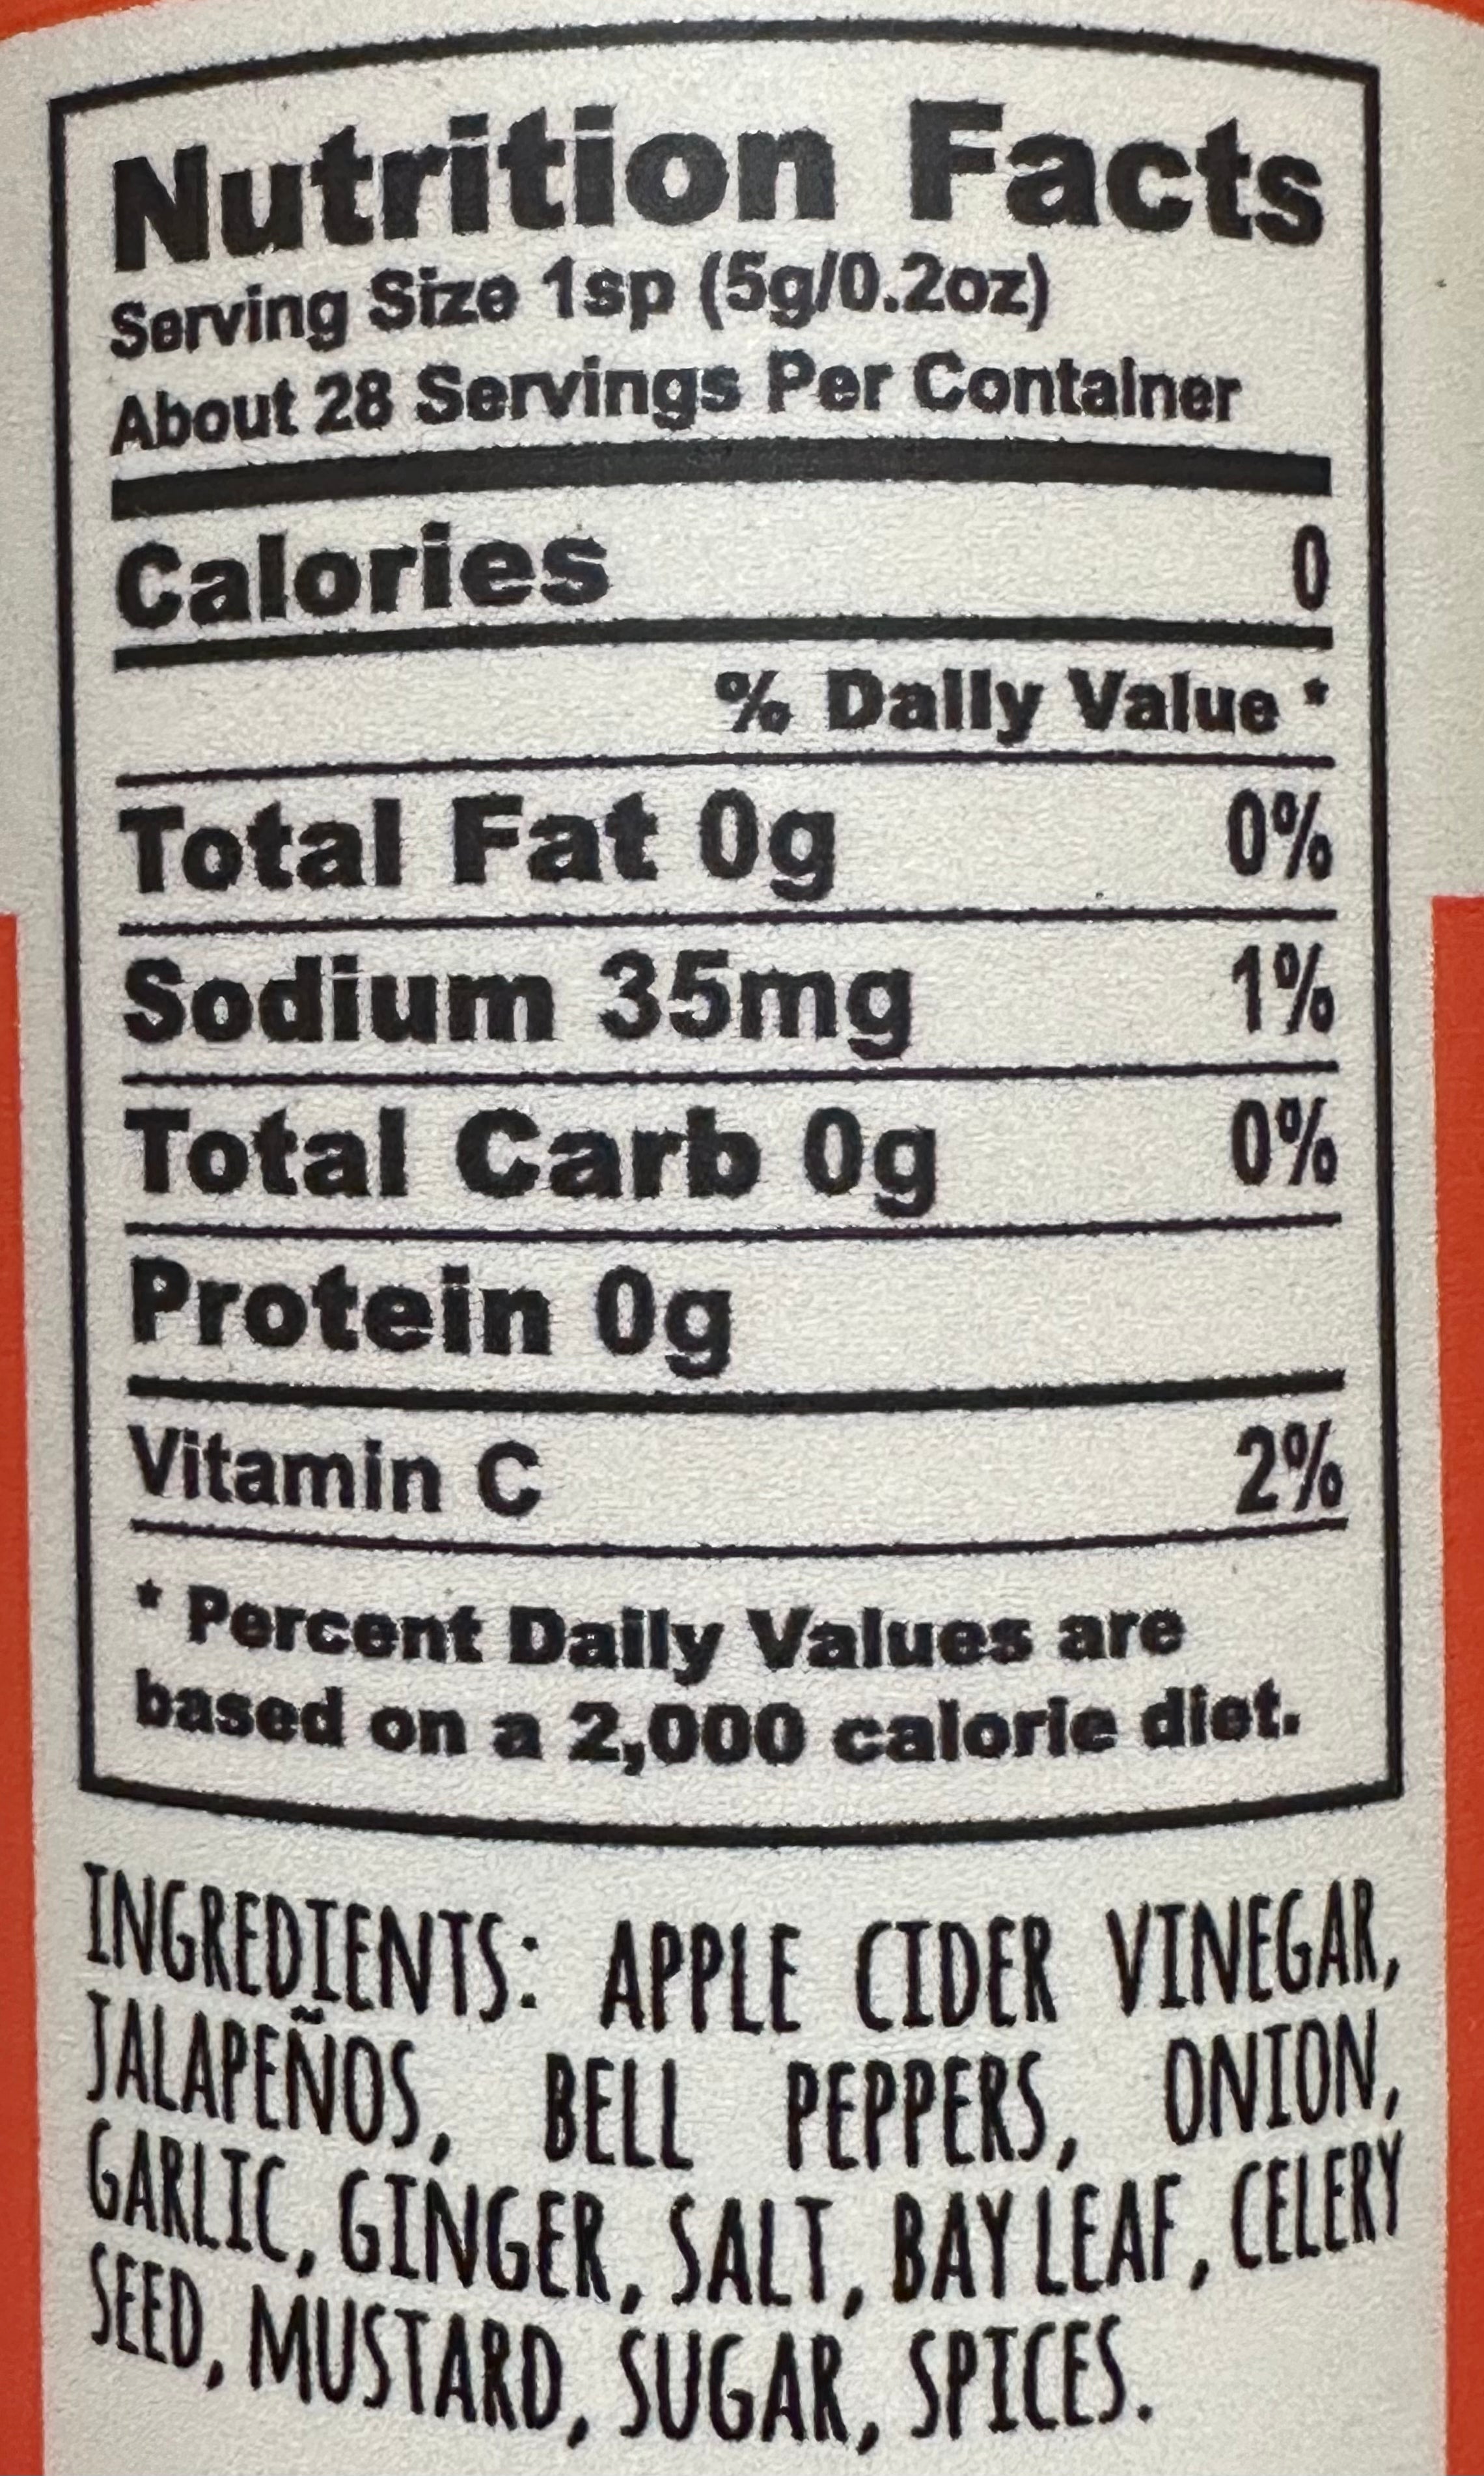 Nutrition Facts
Serving Size 1sp (5g/0.2oz)
About 28 Servings Per Container
Calories 0
% Daily Value *
Total Fat 0g 0%
Sodium 35mg 1%
Total Carb 0g 0%
Protein 0g
Vitamin C 2%
* Percent Daily Values are
based on a 2,000 calorie diet.
INGREDIENTS: APPLE CIDER VINEGAR,
JALAPEÑOS, BELL PEPPERS, ONION,
GARLIC, GINGER, SALT, BAY LEAF, CELERY
SEED, MUSTARD, SUGAR, SPICES.